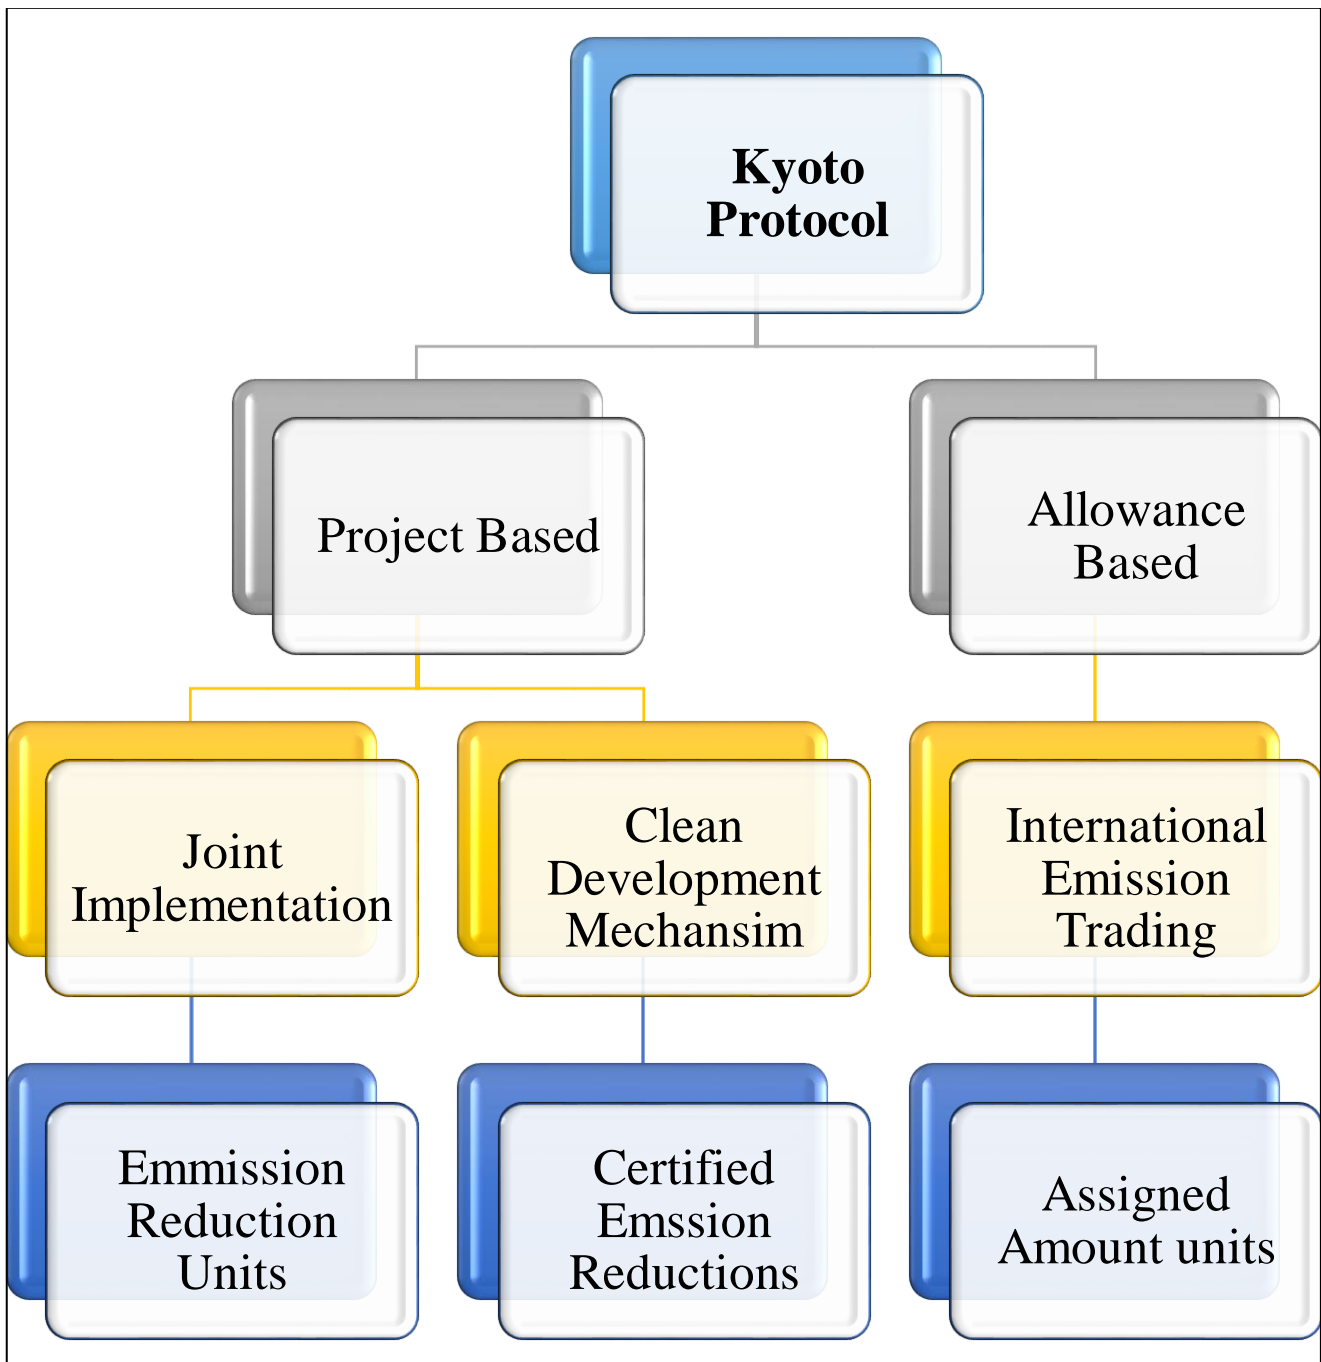 Kyoto
Protocol
Project Based
Allowance
Based
Joint
Implementation
Clean
Development
Mechansim
International
Emission
Trading
Emmission
Reduction
Units
Certified
Emssion
Reductions
Assigned
Amount units